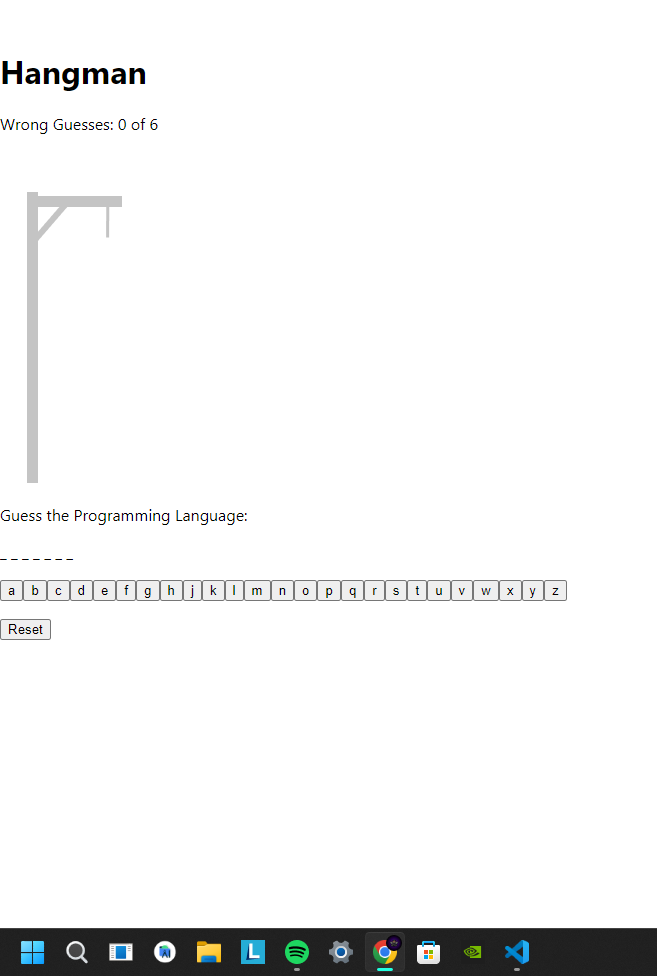 Hangman
Wrong Guesses: 0 of 6
Guess the Programming Language:
_ _ _ _ _ _ _
a b c d e f g h j k l m n o p q r s t u v w x y z
Reset